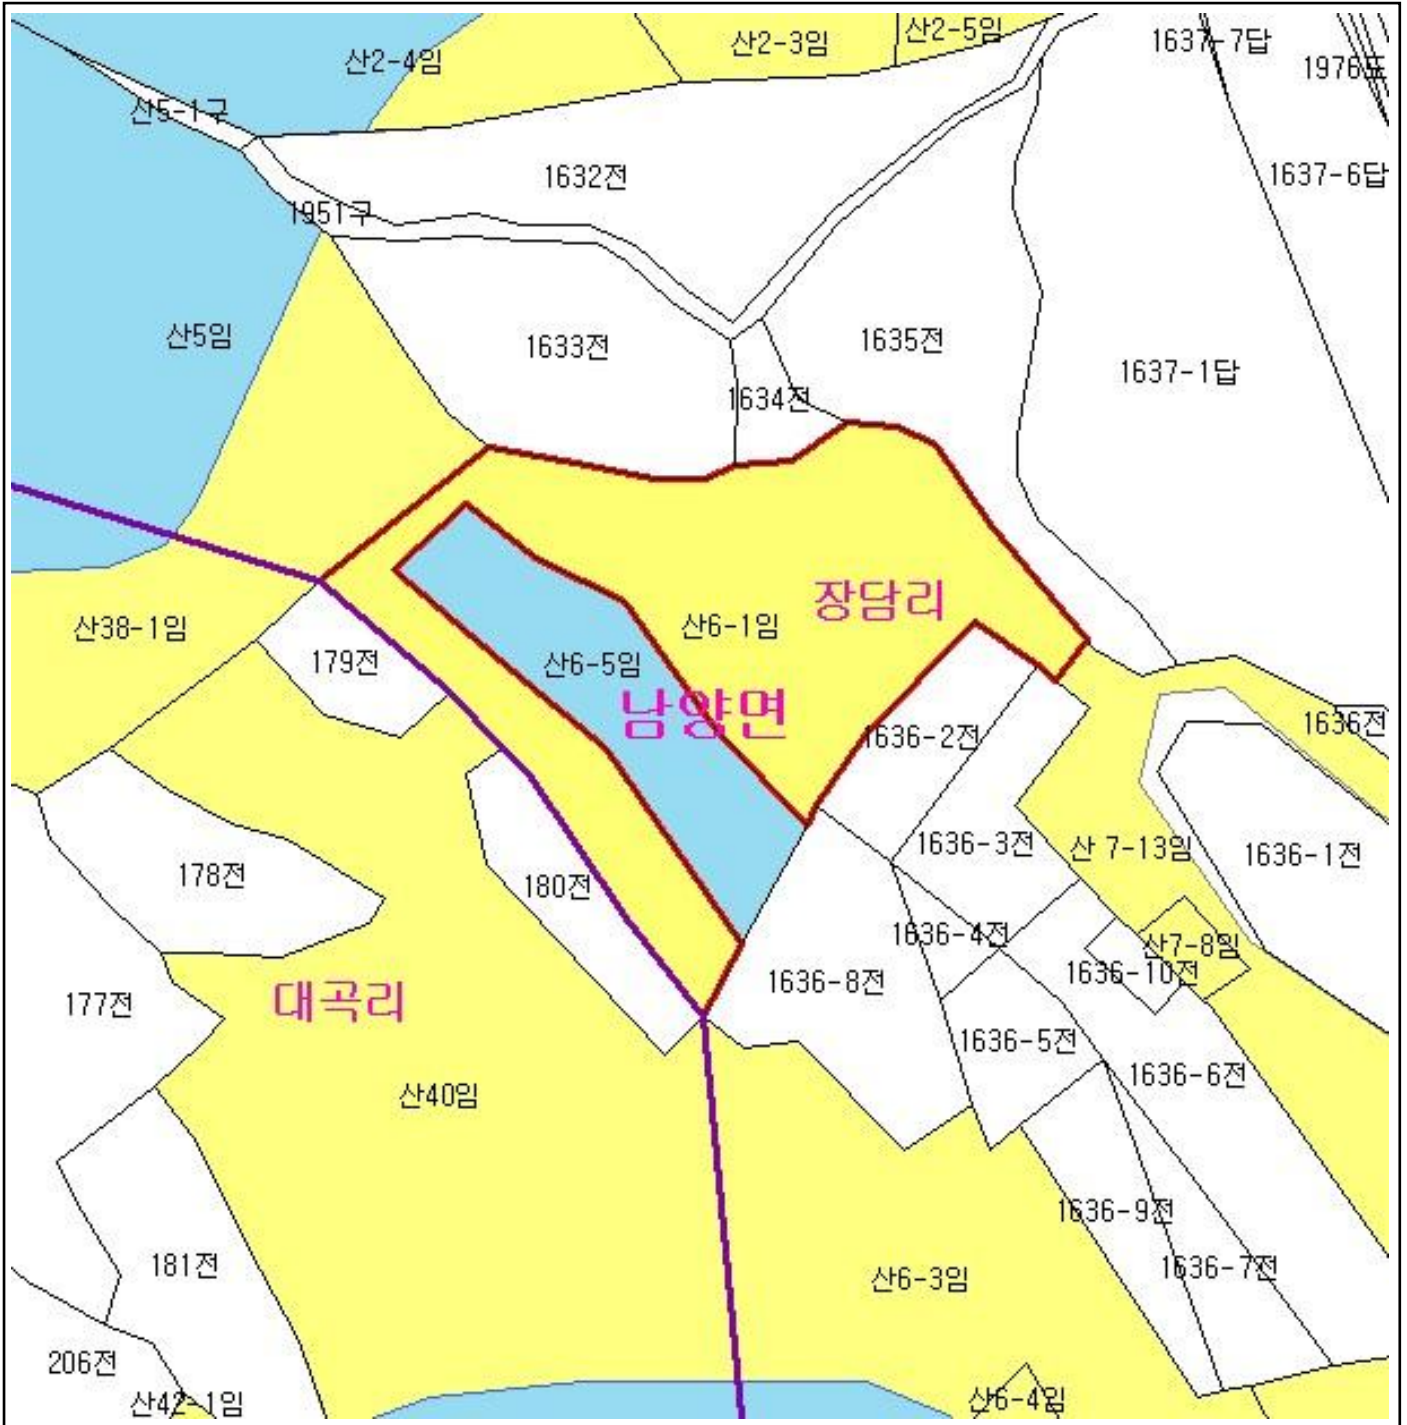 산2-5임
산2-3임
1637-7답
산2-4임
1976도
산5-1구
1632전
1637-6답
1951구
산5임
1633전
1635전
1637-1답
1634전
장담리
산38-1임
산6-1임
179전
산6-5임
남양면
1636전
1636-2전
1636-3전
산 7-13임
1636-1전
178전
180전
1636-4전
산7-8임
1636-10전
1636-8전
177전
대곡리
1636-5전
1636-6전
산40임
1636-9전
181전
1636-7전
산6-3임
206전
산42-1임
산6-4임